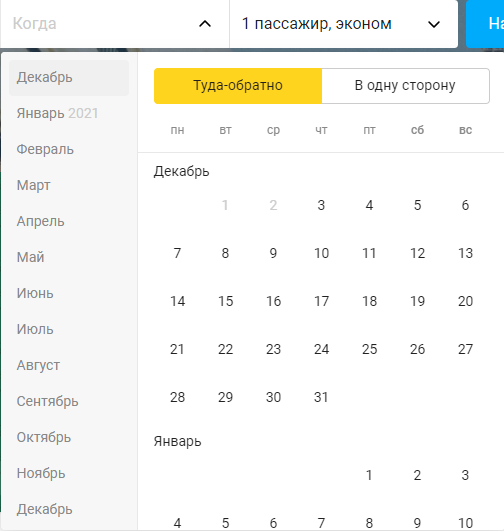 Когда
1 пассажир, эконом
На
Декабрь
Январь 2021
Февраль
Март
Апрель
Май
Июнь
Июль
Август
Сентябрь
Октябрь
Ноябрь
Декабрь
Туда-обратно
В одну сторону
пн вт ср чт пт сб вс
Декабрь
1 2 3 4 5 6
7 8 9 10 11 12 13
14 15 16 17 18 19 20
21 22 23 24 25 26 27
28 29 30 31
Январь
1 2 3
4 5 6 7 8 9 10